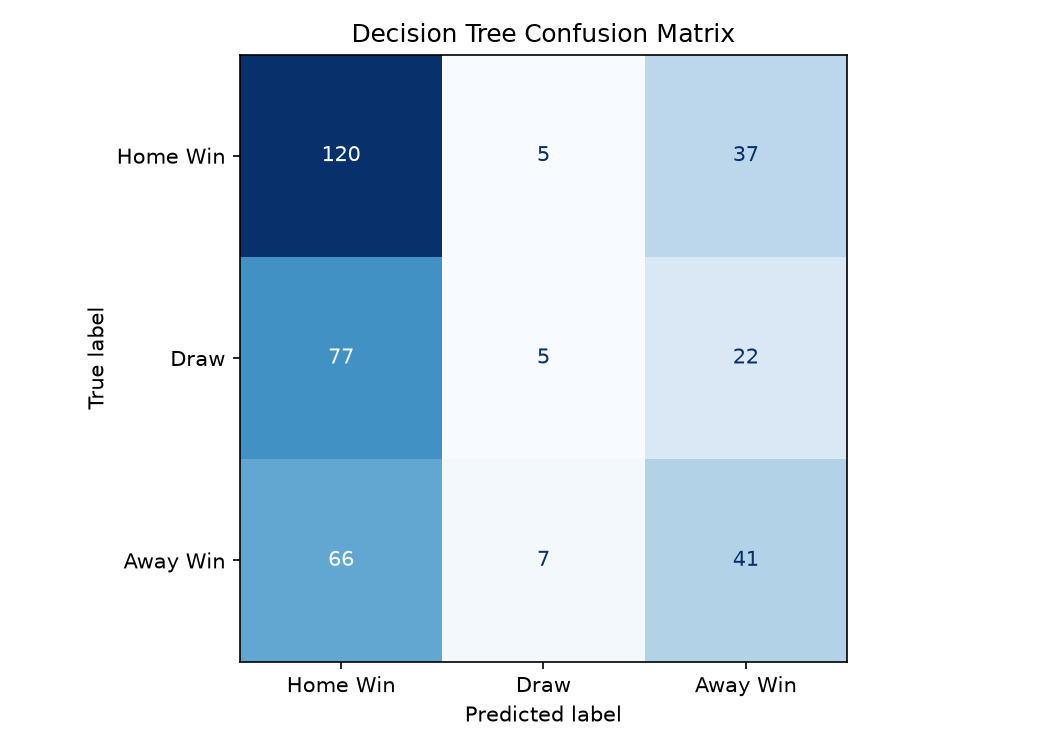 Decision Tree Confusion Matrix
True label
Home Win 120 5 37
Draw 77 5 22
Away Win 66 7 41
Home Win Draw Away Win
Predicted label